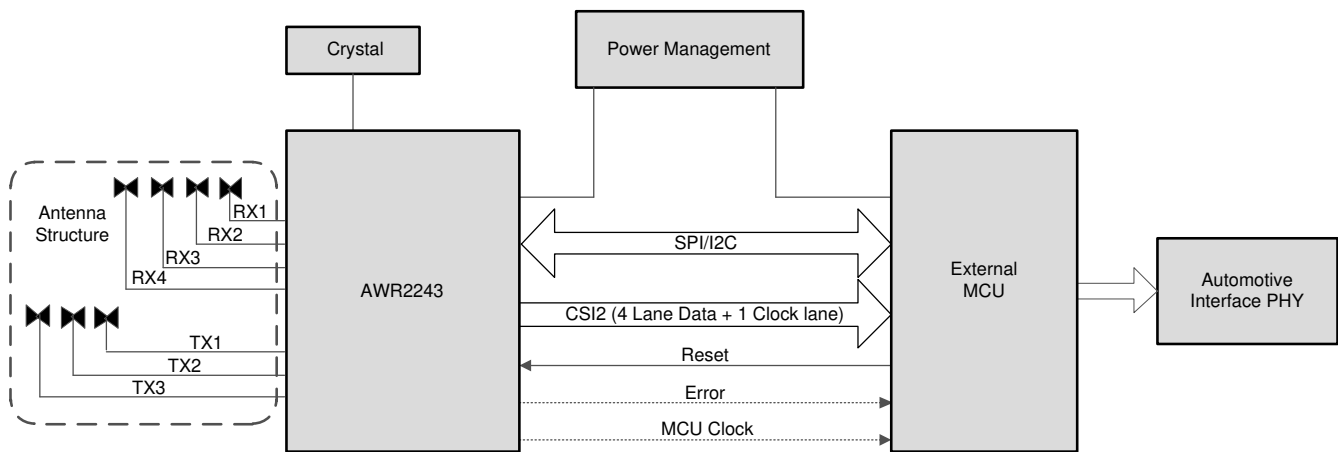 Crystal
Power Management
Antenna
Structure
RX1
RX2
RX3
RX4
TX1
TX2
TX3
AWR2243
SPI/I2C
CSI2 (4 Lane Data + 1 Clock lane)
Reset
Error
MCU Clock
External
MCU
Automotive
Interface PHY